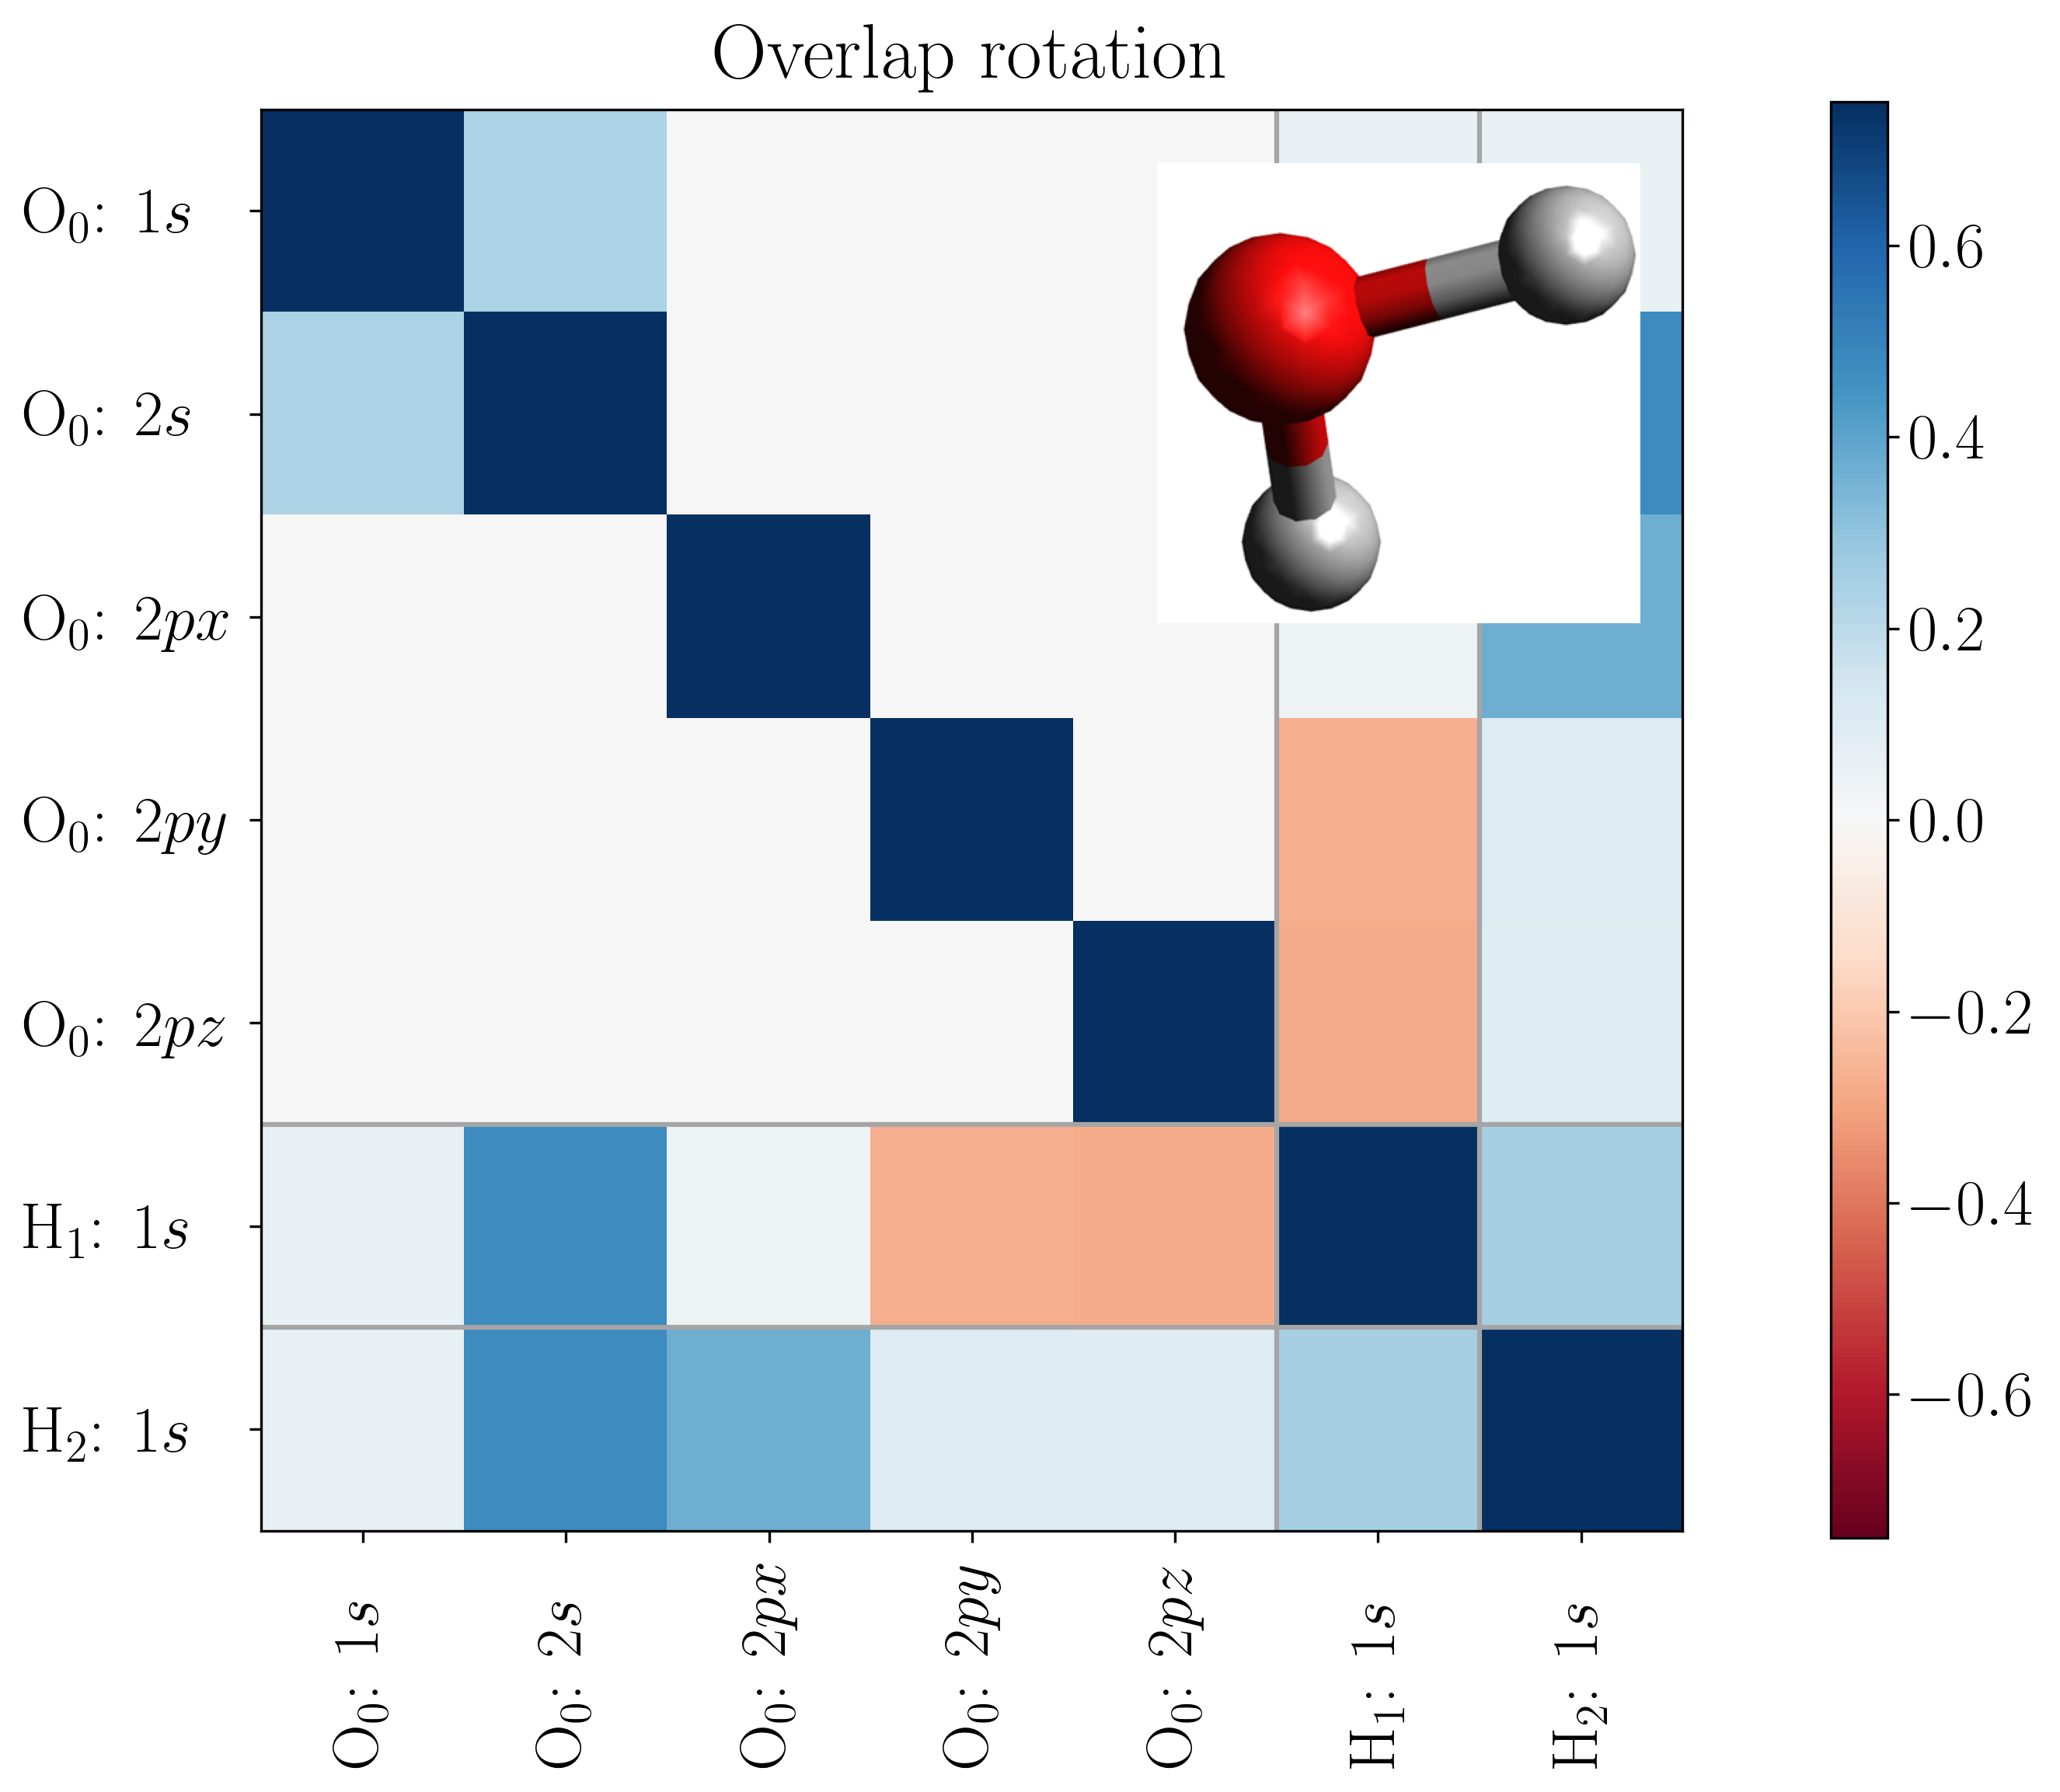 Overlap rotation
O₀: 1s
O₀: 2s
O₀: 2px
O₀: 2py
O₀: 2pz
H₁: 1s
H₂: 1s
O₀: 1s
O₀: 2s
O₀: 2px
O₀: 2py
O₀: 2pz
H₁: 1s
H₂: 1s
0.6
0.4
0.2
0.0
−0.2
−0.4
−0.6